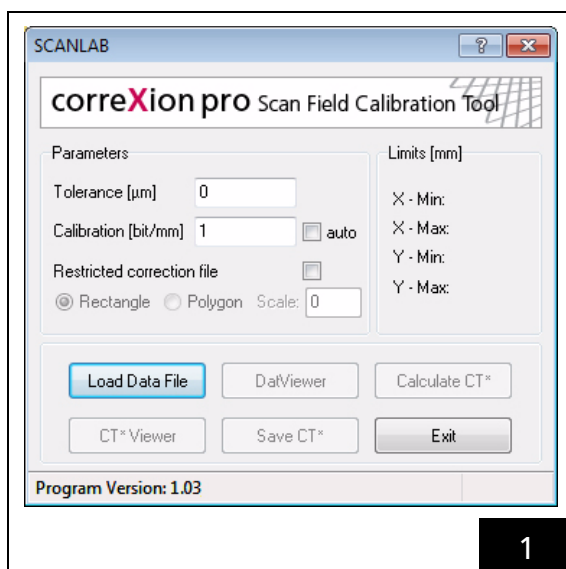 SCANLAB
correXion pro Scan Field Calibration Tool
Parameters
Tolerance [µm] 0
Calibration [bit/mm] 1 auto
Restricted correction file
Rectangle Polygon Scale: 0
Limits [mm]
X - Min:
X - Max:
Y - Min:
Y - Max:
Load Data File DatViewer Calculate CT*
CT* Viewer Save CT* Exit
Program Version: 1.03
1